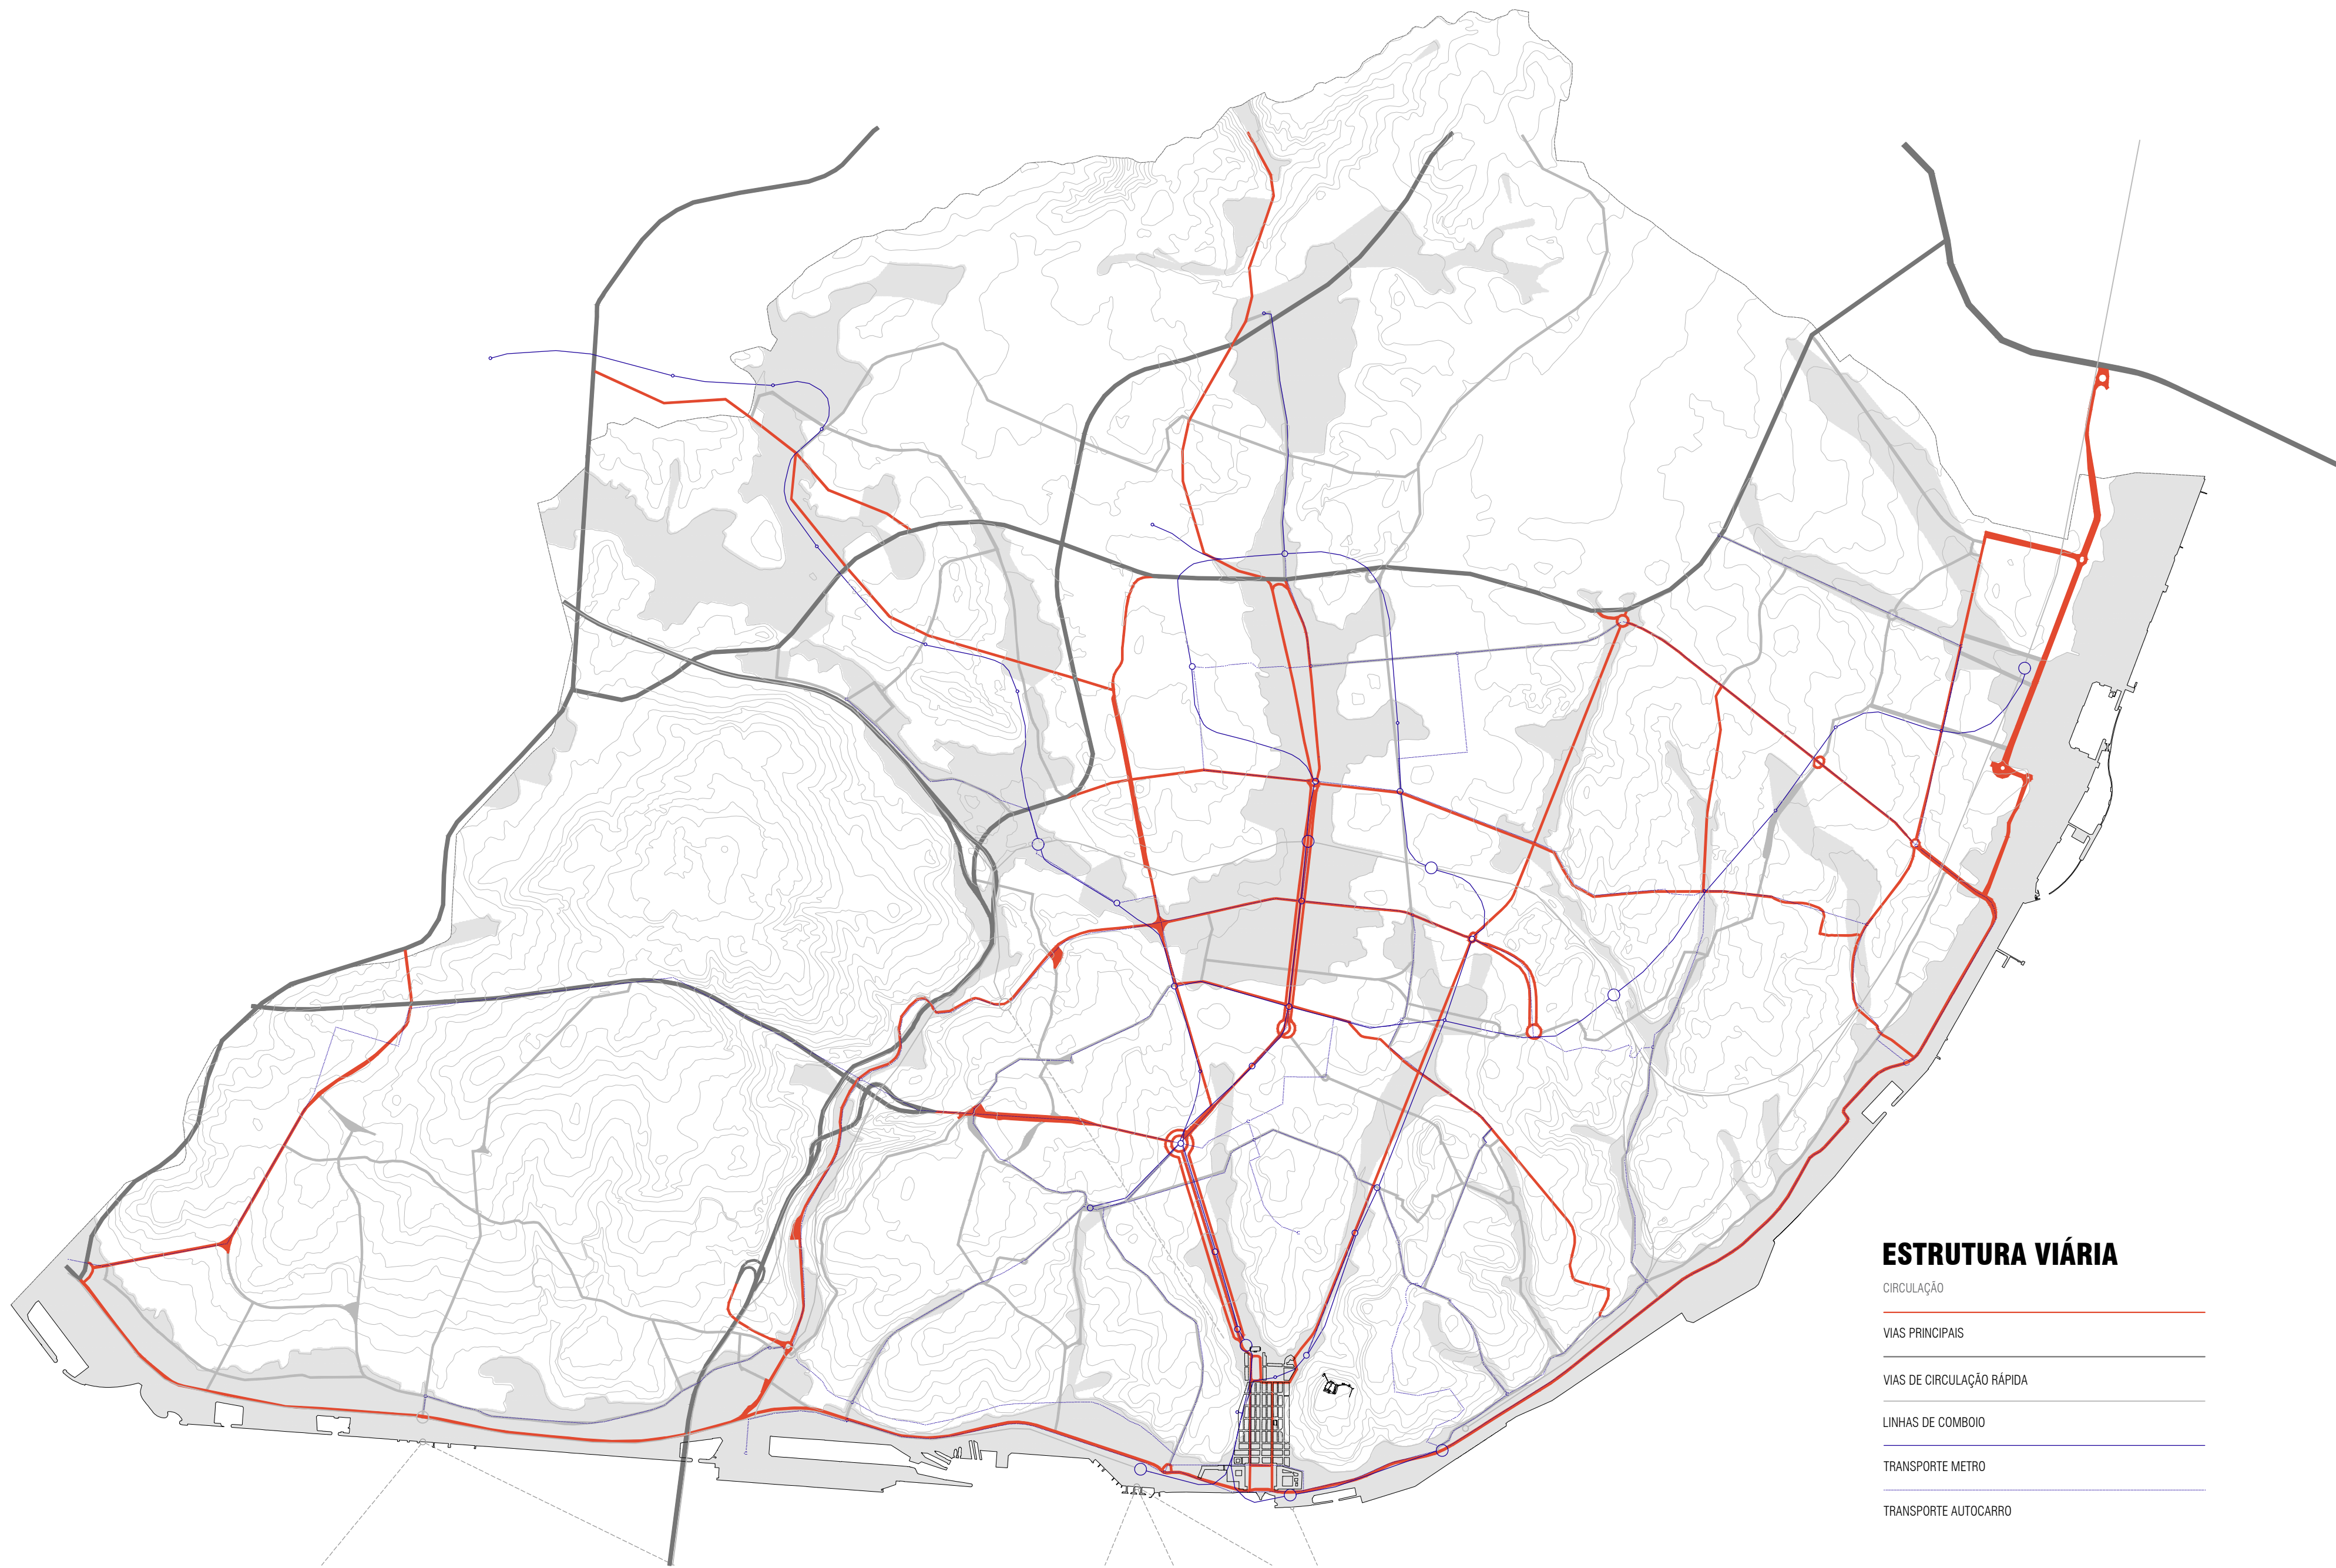 ESTRUTURA VIÁRIA
CIRCULAÇÃO
VIAS PRINCIPAIS
VIAS DE CIRCULAÇÃO RÁPIDA
LINHAS DE COMBOIO
TRANSPORTE METRO
TRANSPORTE AUTOCARRO